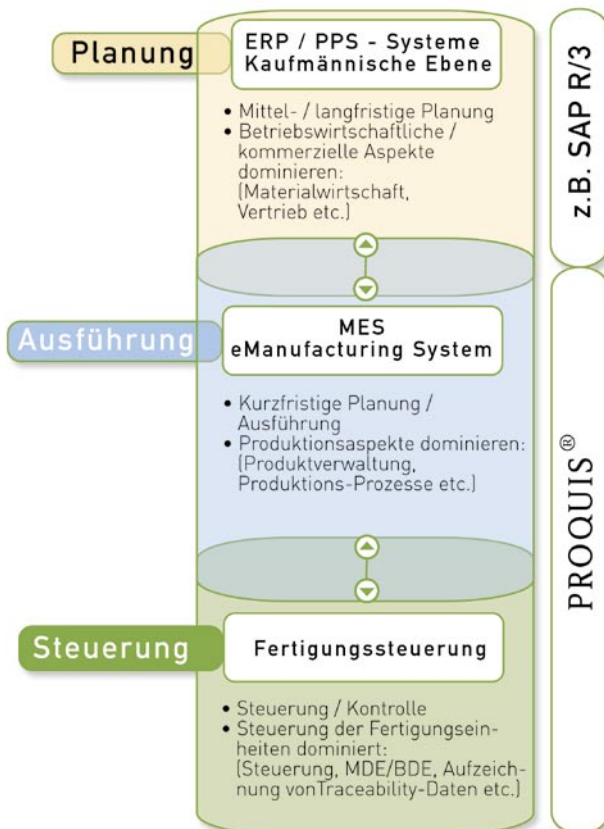 Planung
ERP / PPS - Systeme
Kaufmännische Ebene
• Mittel- / langfristige Planung
• Betriebswirtschaftliche /
kommerzielle Aspekte
dominieren:
(Materialwirtschaft,
Vertrieb etc.)
z.B. SAP R/3
Ausführung
MES
eManufacturing System
• Kurzfristige Planung /
Ausführung
• Produktionsaspekte dominieren:
(Produktverwaltung,
Produktions-Prozesse etc.)
PROQUIS®
Steuerung
Fertigungssteuerung
• Steuerung / Kontrolle
• Steuerung der Fertigungsein-
heiten dominiert:
(Steuerung, MDE/BDE, Aufzeich-
nung vonTraceability-Daten etc.)